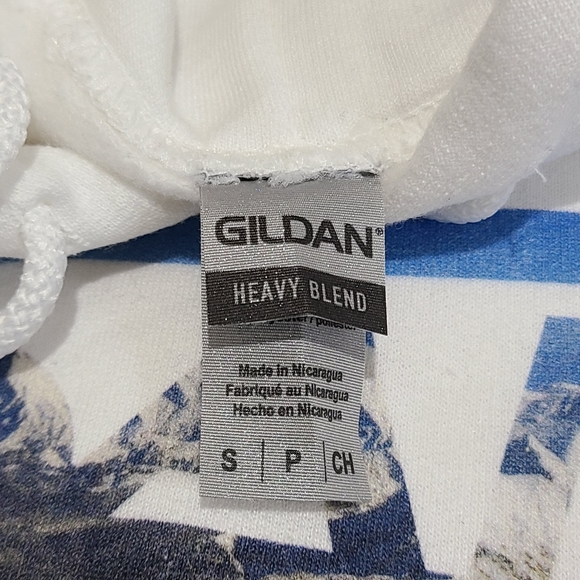 GILDAN®
HEAVY BLEND
Made in Nicaragua
Fabriqué au Nicaragua
Hecho en Nicaragua
S | P | CH